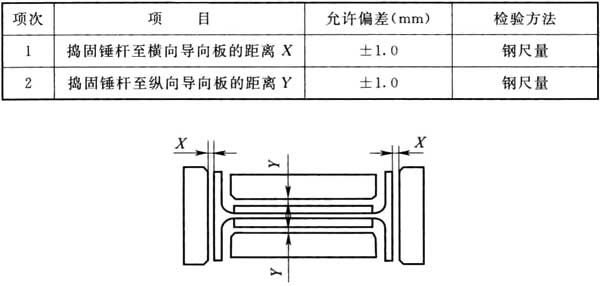 项次 项 目 允许偏差(mm) 检验方法
1 捣固锤杆至横向导向板的距离 X ±1.0 钢尺量
2 捣固锤杆至纵向导向板的距离 Y ±1.0 钢尺量
X X
Y
Y